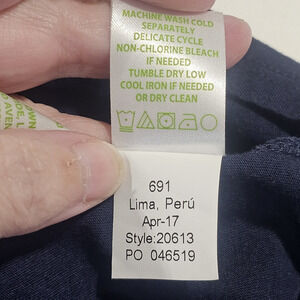 MACHINE WASH COLD
SEPARATELY
DELICATE CYCLE
NON-CHLORINE BLEACH
IF NEEDED
TUMBLE DRY LOW
COOL IRON IF NEEDED
OR DRY CLEAN
691
Lima, Perú
Apr-17
Style:20613
PO 046519